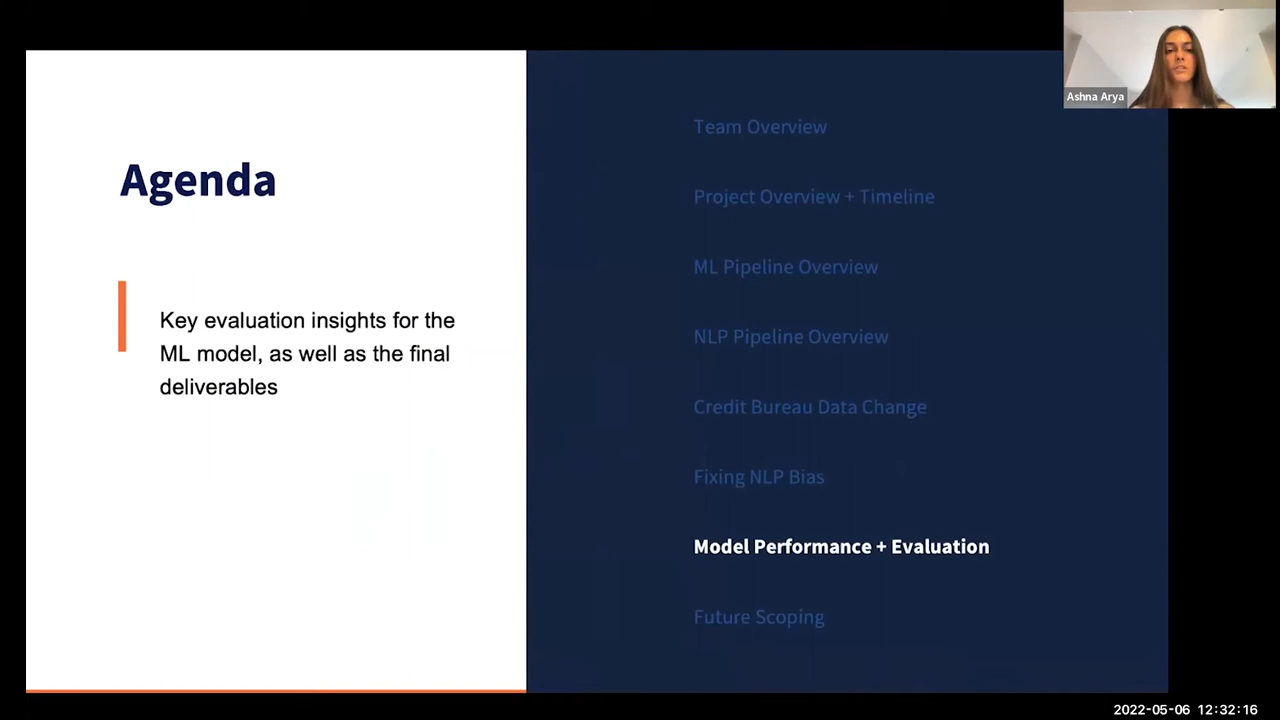 Agenda
Key evaluation insights for the
ML model, as well as the final
deliverables
Team Overview
Project Overview + Timeline
ML Pipeline Overview
NLP Pipeline Overview
Credit Bureau Data Change
Fixing NLP Bias
Model Performance + Evaluation
Future Scoping
Ashna Arya
2022-05-06 12:32:16